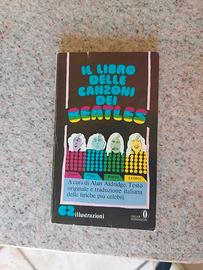 IL LIBRO
DELLE
CANZONI
DEI
BEATLES
A cura di Alan Aldridge. Testo
originale e traduzione italiana
delle liriche più celebri
62 illustrazioni